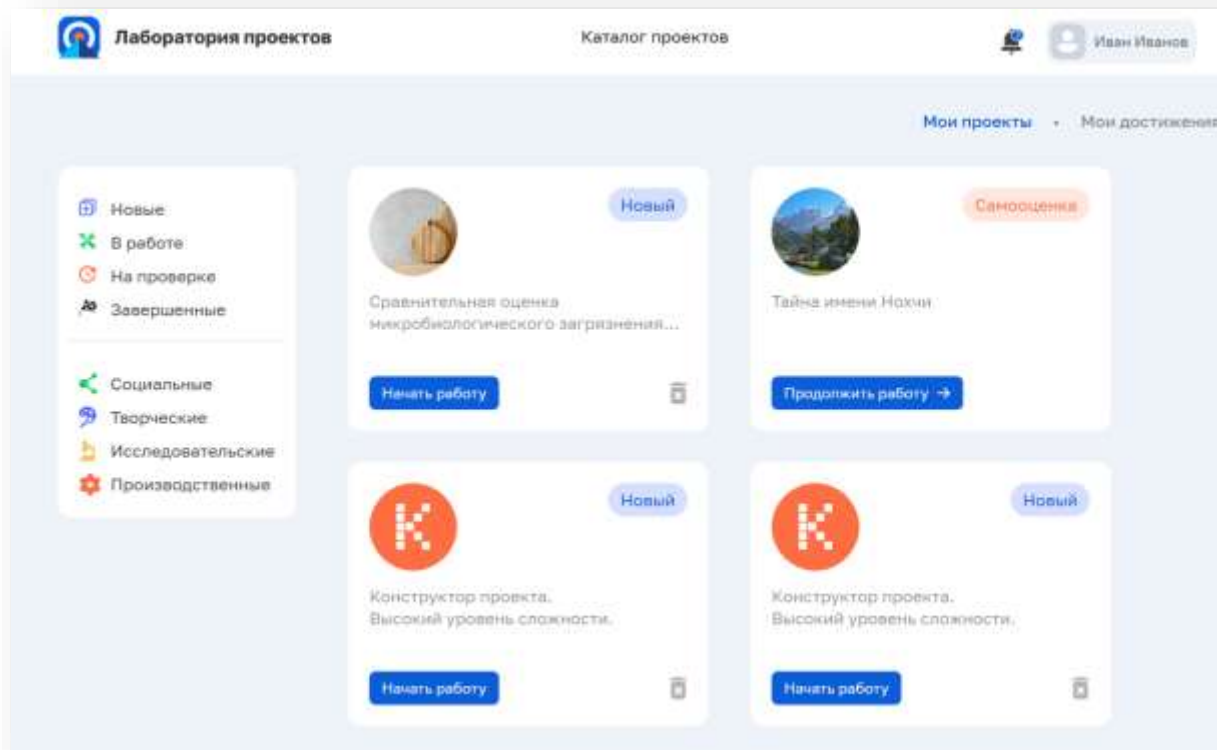 Лаборатория проектов
Каталог проектов
Иван Иванов
Мои проекты
Мои достижения
Новые
В работе
На проверке
Завершенные
Социальные
Творческие
Исследовательские
Производственные
Новый
Сравнительная оценка
микробиологического загрязнения...
Начать работу
Самооценка
Тайна имени Нохчи
Продолжить работу →
Новый
К
Конструктор проекта.
Высокий уровень сложности.
Начать работу
Новый
К
Конструктор проекта.
Высокий уровень сложности.
Начать работу